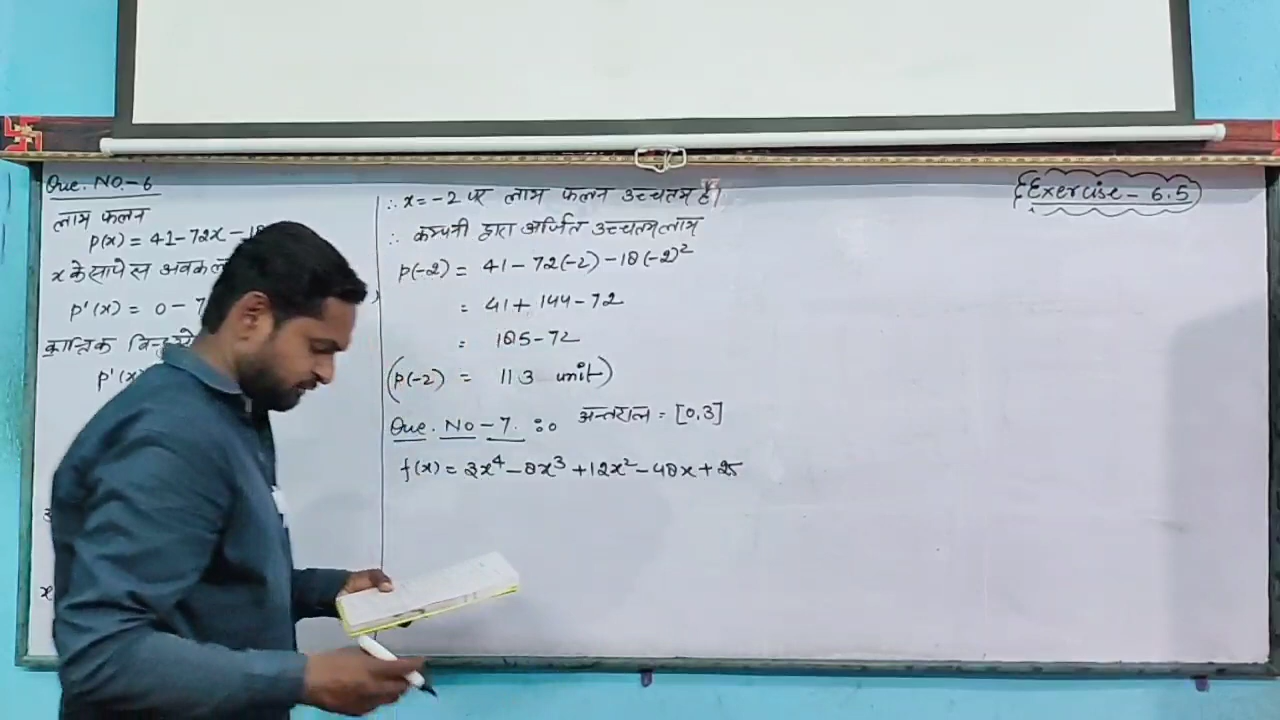 Que. No.-6
लाभ फलन
P(x) = 41-72x-18
x के सापेक्ष अवकल
P'(x) = 0-7
क्रान्तिक बिन्दु
P'(x)
x
∴ x=-2 पर लाभ फलन उच्चतम है।
∴ कम्पनी द्वारा अर्जित उच्चतम लाभ
P(-2) = 41-72(-2)-18(-2)²
= 41+144-72
= 185-72
(P(-2) = 113 unit)
Que. No-7. :० अन्तराल = [0,3]
f(x) = 3x⁴-8x³+12x²-48x+25
Exercise-6.5